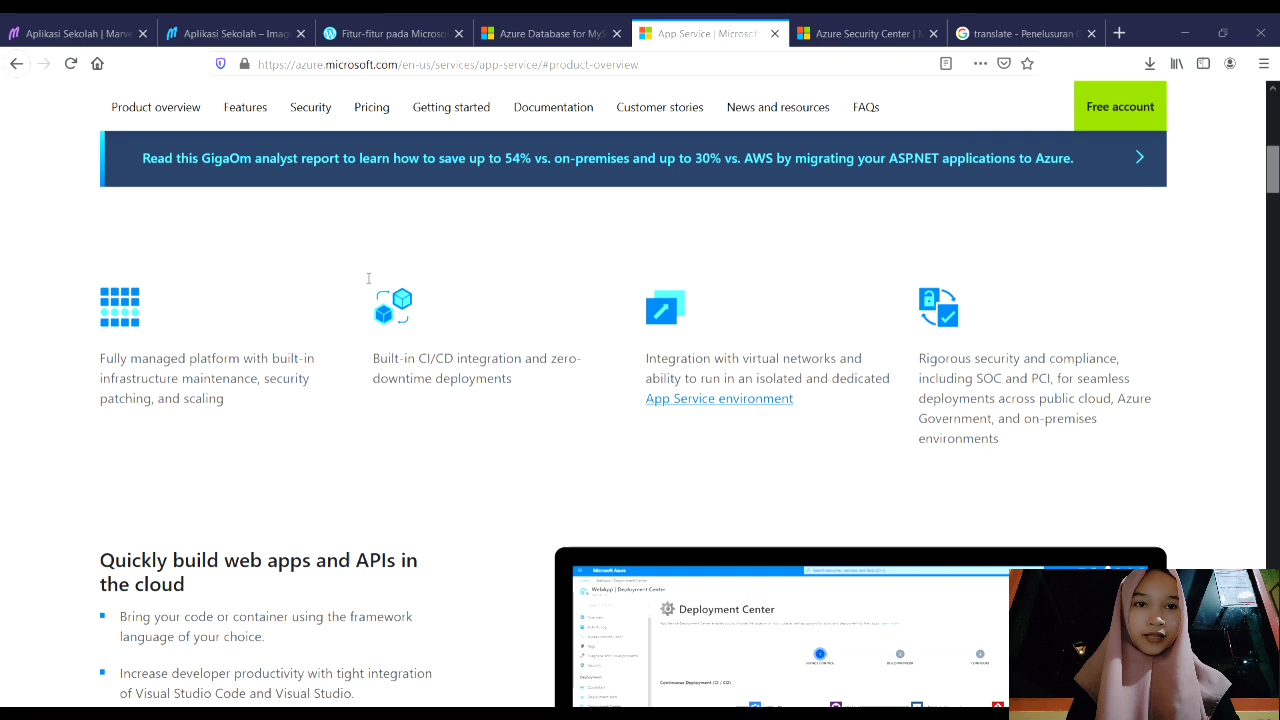 Aplikasi Sekolah | Marve
Aplikasi Sekolah – Imag
Fitur-fitur pada Microso
Azure Database for MyS
App Service | Microsoft
Azure Security Center | M
translate - Penelusuran G
https://azure.microsoft.com/en-us/services/app-service/#product-overview
Product overview
Features
Security
Pricing
Getting started
Documentation
Customer stories
News and resources
FAQs
Free account
Read this GigaOm analyst report to learn how to save up to 54% vs. on-premises and up to 30% vs. AWS by migrating your ASP.NET applications to Azure.
Fully managed platform with built-in
infrastructure maintenance, security
patching, and scaling
Built-in CI/CD integration and zero-
downtime deployments
Integration with virtual networks and
ability to run in an isolated and dedicated
App Service environment
Rigorous security and compliance,
including SOC and PCI, for seamless
deployments across public cloud, Azure
Government, and on-premises
environments
Quickly build web apps and APIs in
the cloud
Bring your code or container using the framework
language of your choice.
Increase developer productivity with tight integration
of Visual Studio Code and Visual Studio.
Microsoft Azure
WebApp | Deployment Center
Deployment Center
Continuous Deployment (CI / CD)